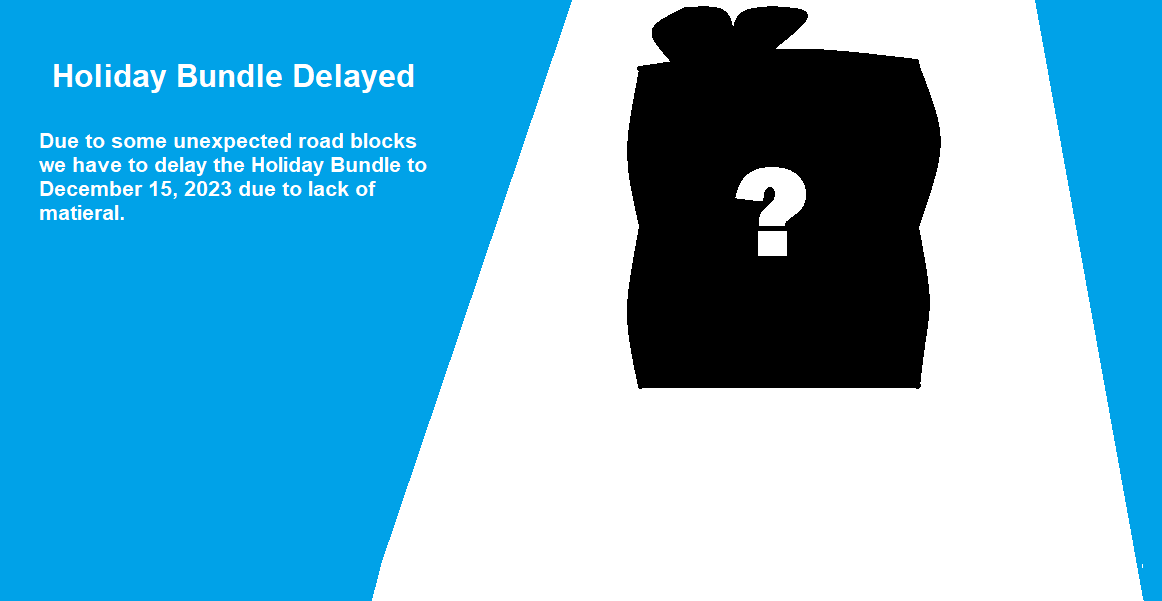 Holiday Bundle Delayed
Due to some unexpected road blocks
we have to delay the Holiday Bundle to
December 15, 2023 due to lack of
matieral.
?